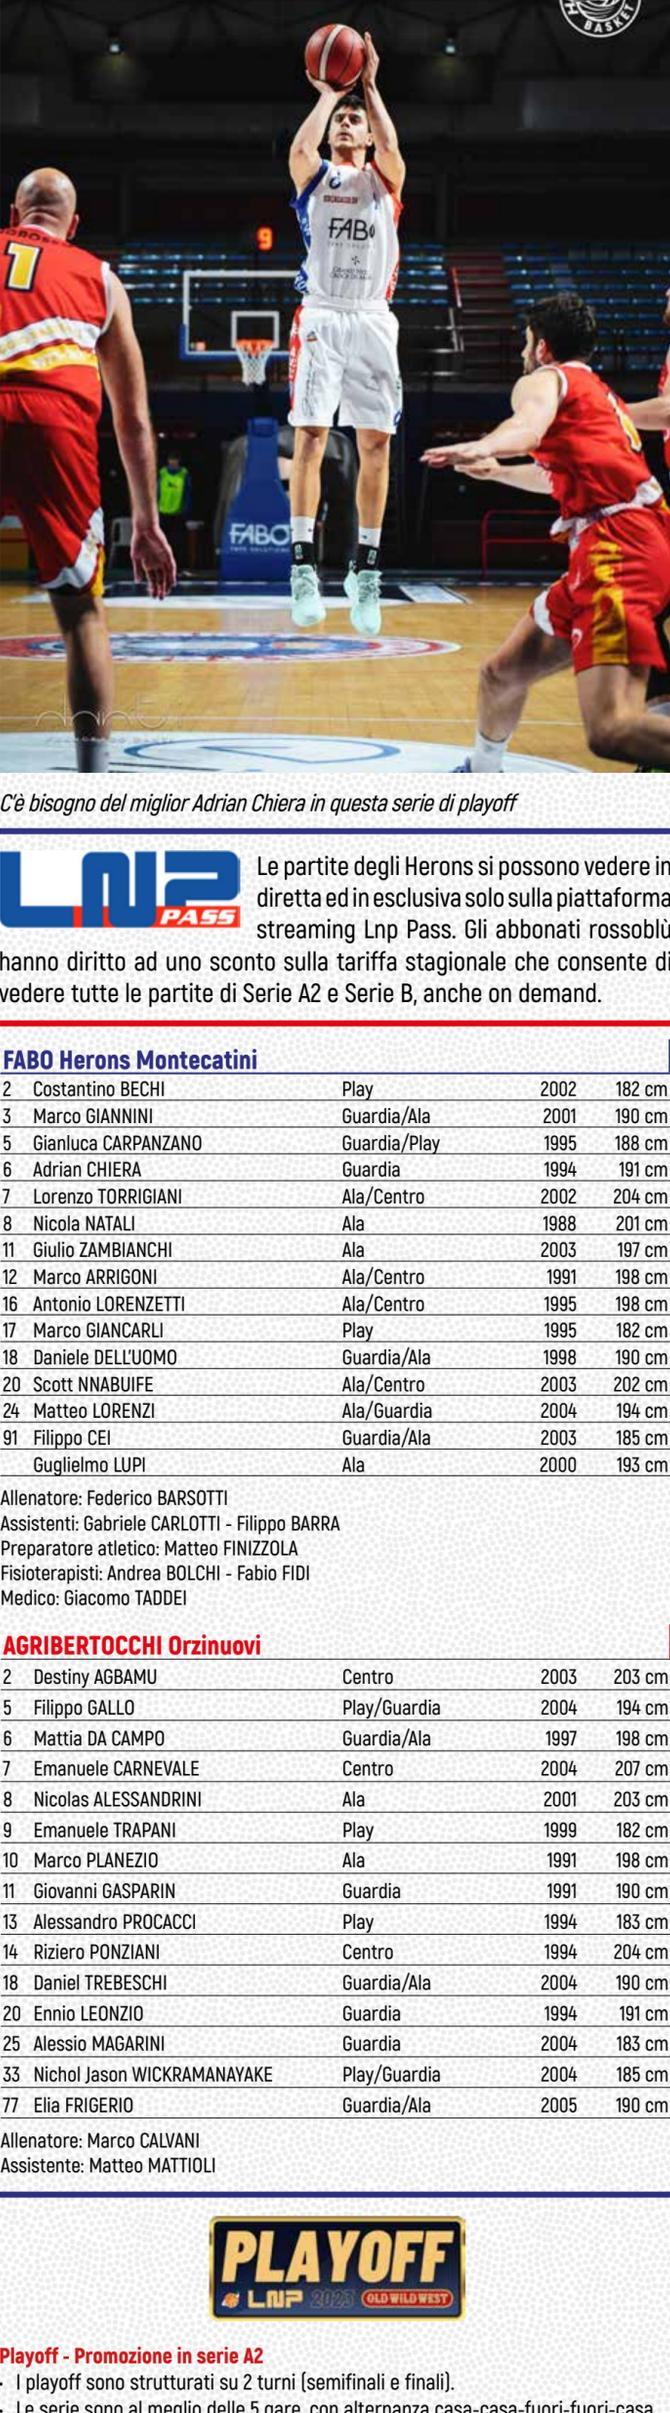 BASKET
1
9
FABO
FABO
C'è bisogno del miglior Adrian Chiera in questa serie di playoff
LNP
PASS
Le partite degli Herons si possono vedere in
diretta ed in esclusiva solo sulla piattaforma
streaming Lnp Pass. Gli abbonati rossoblù
hanno diritto ad uno sconto sulla tariffa stagionale che consente di
vedere tutte le partite di Serie A2 e Serie B, anche on demand.
FABO Herons Montecatini
2 Costantino BECHI Play 2002 182 cm
3 Marco GIANNINI Guardia/Ala 2001 190 cm
5 Gianluca CARPANZANO Guardia/Play 1995 188 cm
6 Adrian CHIERA Guardia 1994 191 cm
7 Lorenzo TORRIGIANI Ala/Centro 2002 204 cm
8 Nicola NATALI Ala 1988 201 cm
11 Giulio ZAMBIANCHI Ala 2003 197 cm
12 Marco ARRIGONI Ala/Centro 1991 198 cm
16 Antonio LORENZETTI Ala/Centro 1995 198 cm
17 Marco GIANCARLI Play 1995 182 cm
18 Daniele DELL'UOMO Guardia/Ala 1998 190 cm
20 Scott NNABUIFE Ala/Centro 2003 202 cm
24 Matteo LORENZI Ala/Guardia 2004 194 cm
91 Filippo CEI Guardia/Ala 2003 185 cm
Guglielmo LUPI Ala 2000 193 cm
Allenatore: Federico BARSOTTI
Assistenti: Gabriele CARLOTTI - Filippo BARRA
Preparatore atletico: Matteo FINIZZOLA
Fisioterapisti: Andrea BOLCHI - Fabio FIDI
Medico: Giacomo TADDEI
AGRIBERTOCCHI Orzinuovi
2 Destiny AGBAMU Centro 2003 203 cm
5 Filippo GALLO Play/Guardia 2004 194 cm
6 Mattia DA CAMPO Guardia/Ala 1997 198 cm
7 Emanuele CARNEVALE Centro 2004 207 cm
8 Nicolas ALESSANDRINI Ala 2001 203 cm
9 Emanuele TRAPANI Play 1999 182 cm
10 Marco PLANEZIO Ala 1991 198 cm
11 Giovanni GASPARIN Guardia 1991 190 cm
13 Alessandro PROCACCI Play 1994 183 cm
14 Riziero PONZIANI Centro 1994 204 cm
18 Daniel TREBESCHI Guardia/Ala 2004 190 cm
20 Ennio LEONZIO Guardia 1994 191 cm
25 Alessio MAGARINI Guardia 2004 183 cm
33 Nichol Jason WICKRAMANAYAKE Play/Guardia 2004 185 cm
77 Elia FRIGERIO Guardia/Ala 2005 190 cm
Allenatore: Marco CALVANI
Assistente: Matteo MATTIOLI
PLAYOFF
LNP 2023 OLD WILD WEST
Playoff - Promozione in serie A2
· I playoff sono strutturati su 2 turni (semifinali e finali).
· Le serie sono al meglio delle 5 gare, con alternanza casa-casa-fuori-fuori-casa